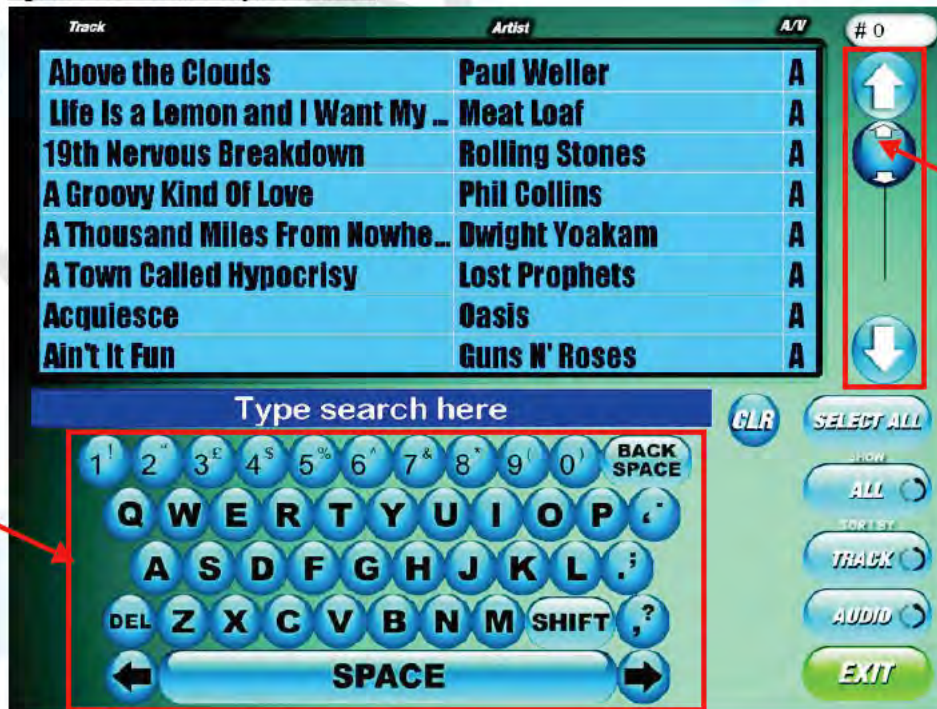 Track Artist A/V # 0
Above the Clouds Paul Weller A
Life Is a Lemon and I Want My ... Meat Loaf A
19th Nervous Breakdown Rolling Stones A
A Groovy Kind Of Love Phil Collins A
A Thousand Miles From Nowhe... Dwight Yoakam A
A Town Called Hypocrisy Lost Prophets A
Acquiesce Oasis A
Ain't It Fun Guns N' Roses A
Type search here CLR SELECT ALL
1! 2" 3£ 4$ 5% 6^ 7& 8* 9( 0) BACK SPACE
SHOW
ALL
Q W E R T Y U I O P
SORT BY
TRACK
A S D F G H J K L .;
DEL Z X C V B N M SHIFT ,?
AUDIO
SPACE
EXIT